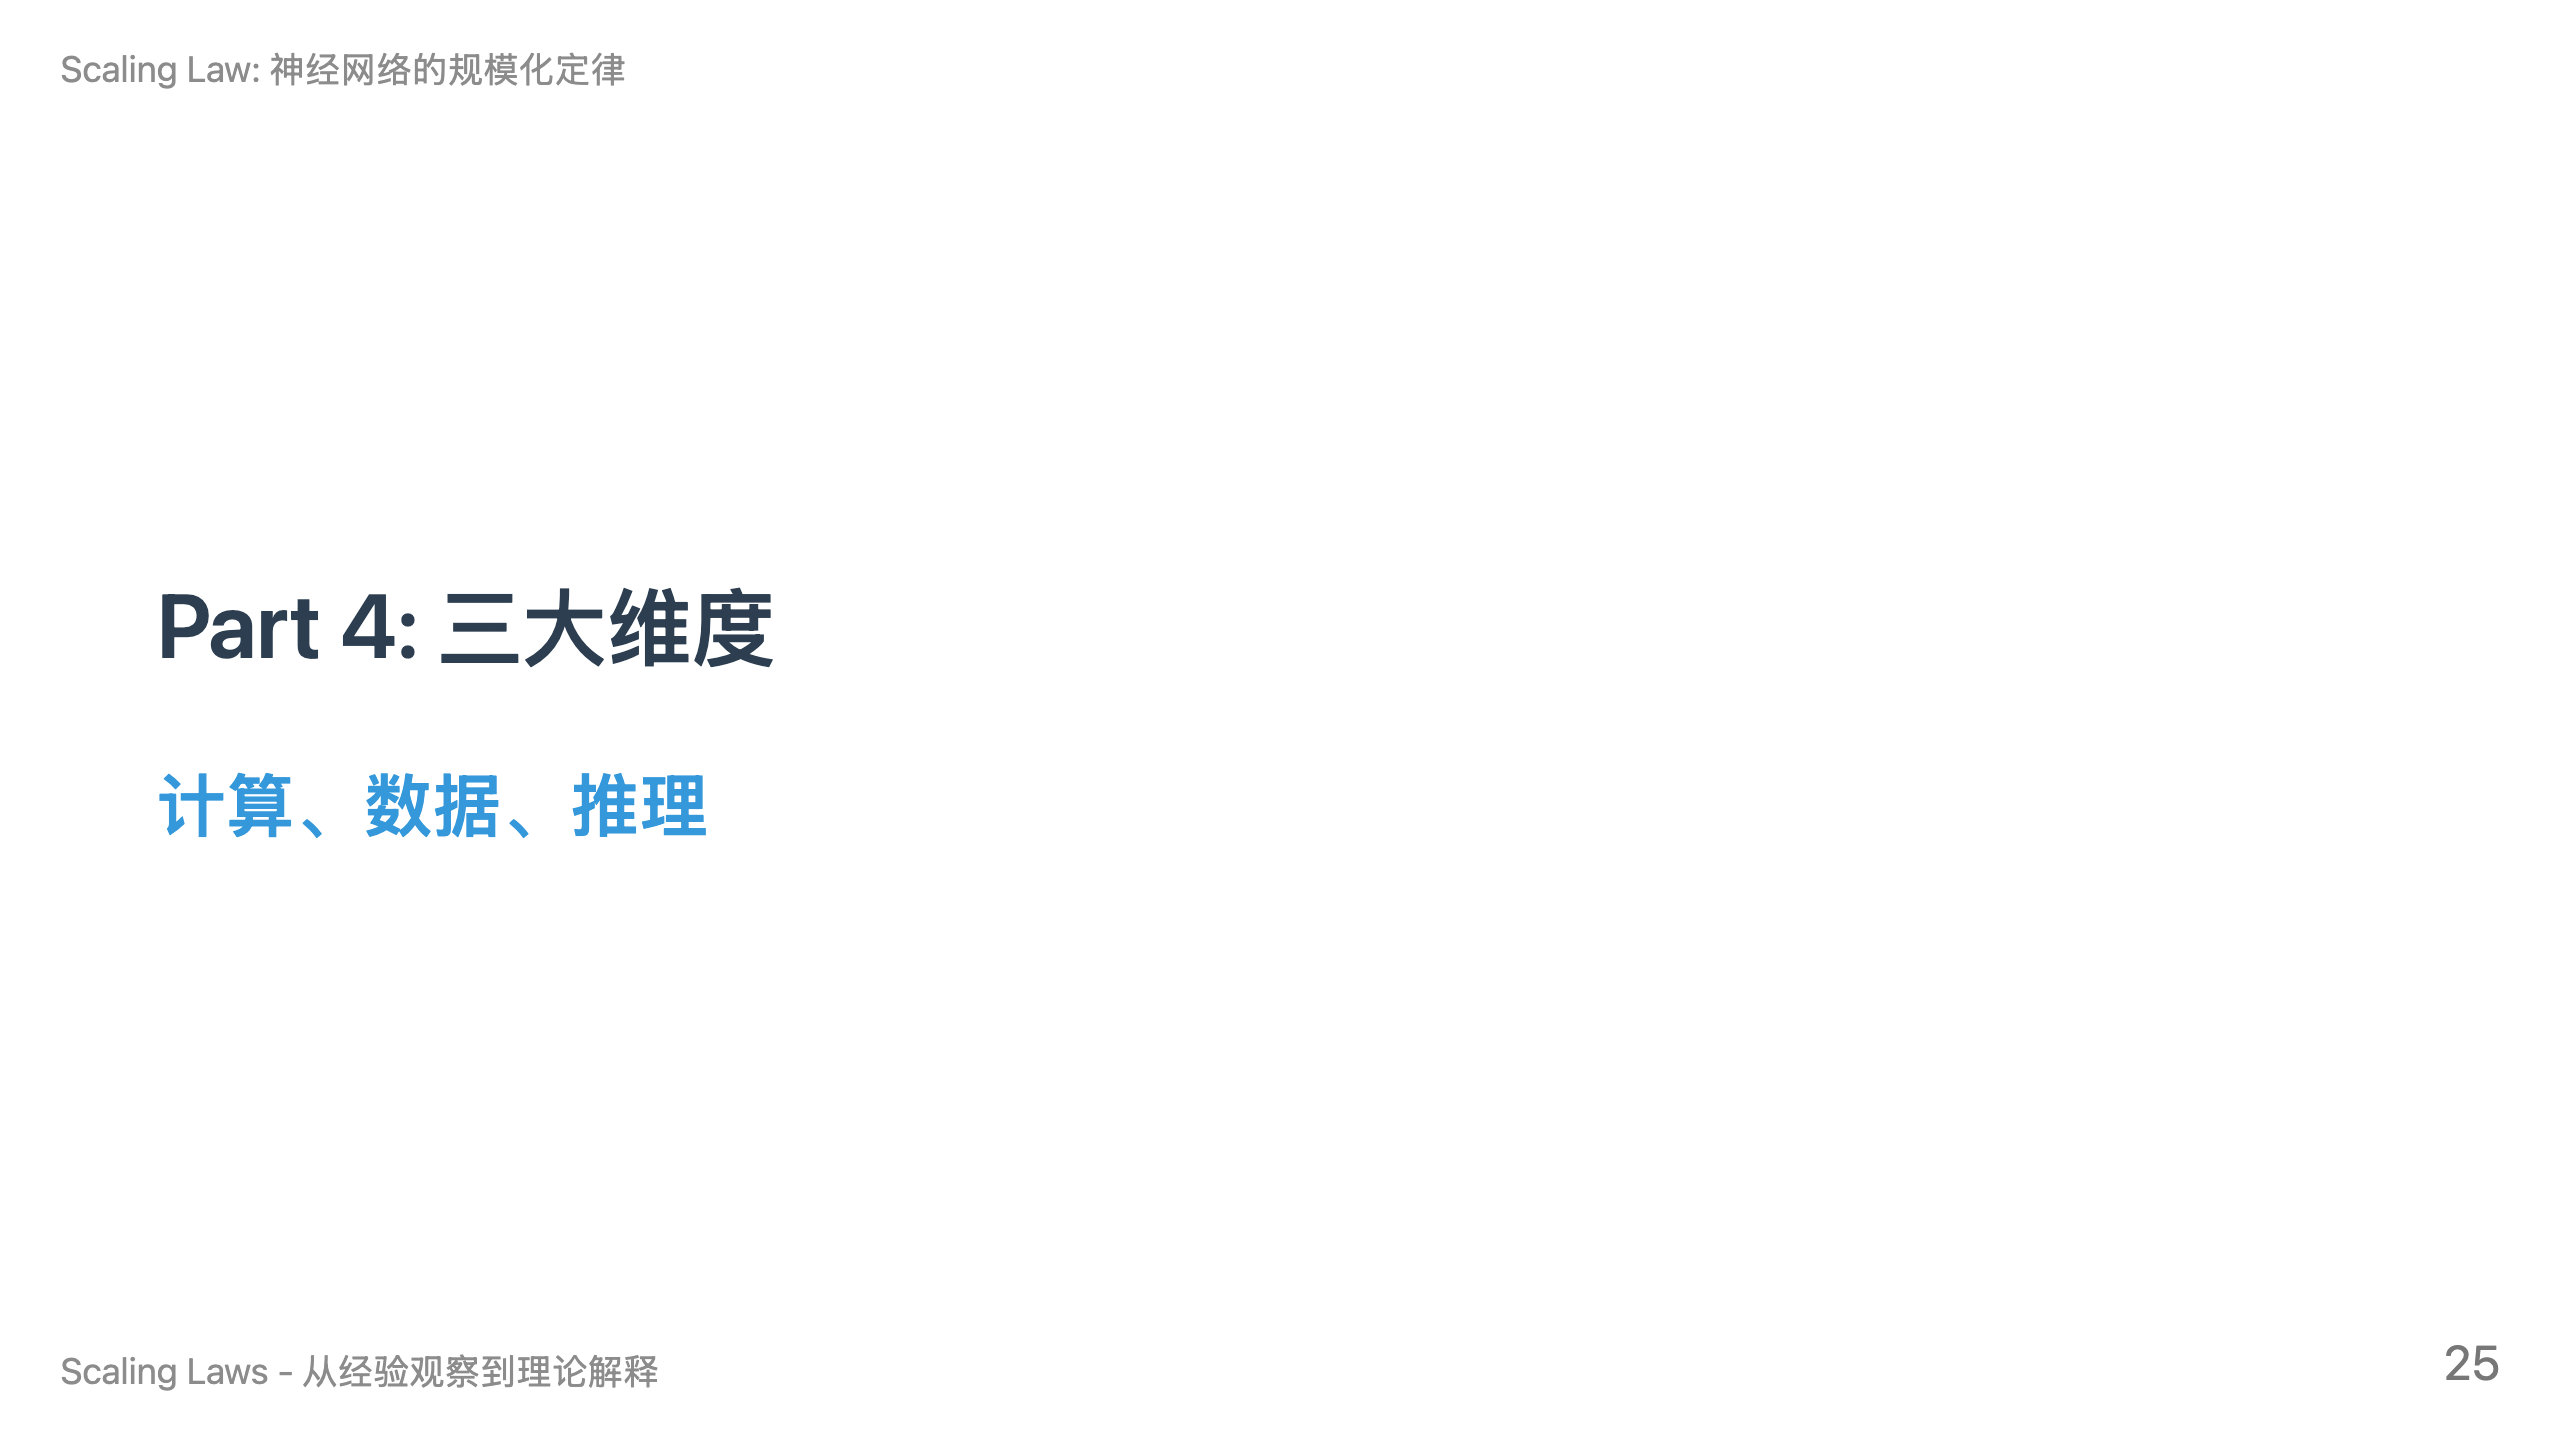 Scaling Law: 神经网络的规模化定律
Part 4: 三大维度
计算、数据、推理
Scaling Laws - 从经验观察到理论解释
25